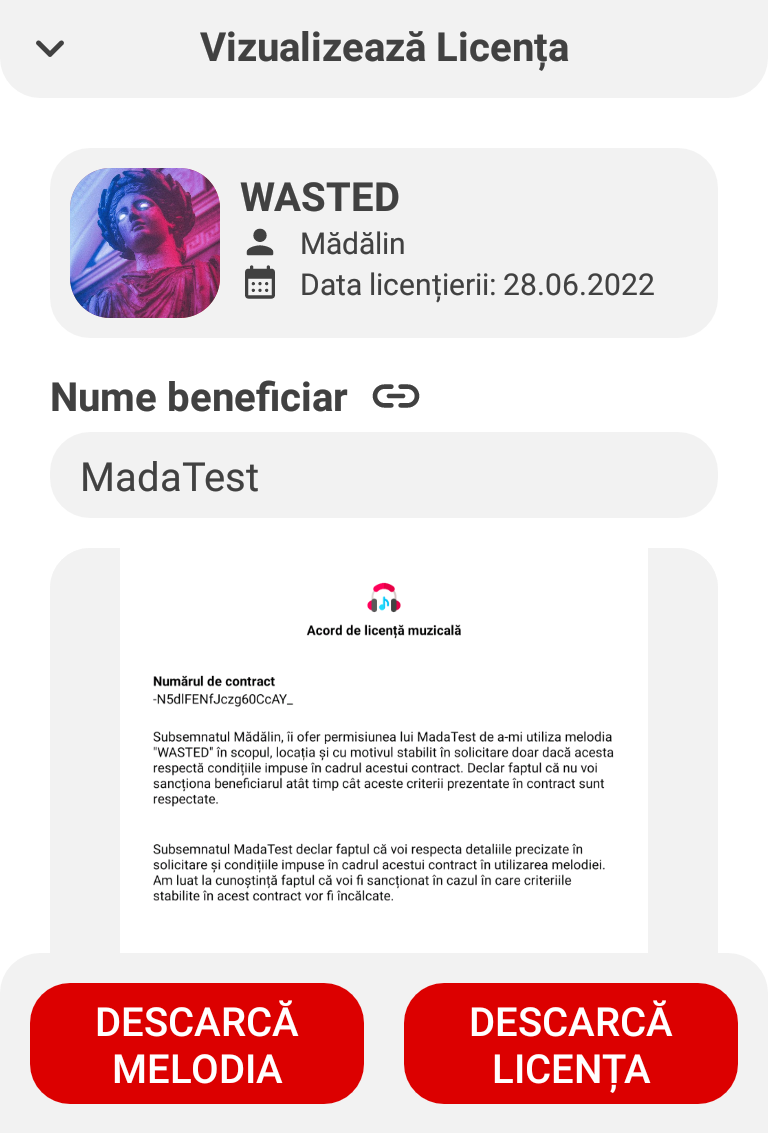 Vizualizează Licența
WASTED
Mădălin
Data licențierii: 28.06.2022
Nume beneficiar
MadaTest
Acord de licență muzicală
Numărul de contract
-N5dlFENfJczg60CcAY_
Subsemnatul Mădălin, îi ofer permisiunea lui MadaTest de a-mi utiliza melodia
"WASTED" în scopul, locația și cu motivul stabilit în solicitare doar dacă acesta
respectă condițiile impuse în cadrul acestui contract. Declar faptul că nu voi
sancționa beneficiarul atât timp cât aceste criterii prezentate în contract sunt
respectate.
Subsemnatul MadaTest declar faptul că voi respecta detaliile precizate în
solicitare și condițiile impuse în cadrul acestui contract în utilizarea melodiei.
Am luat la cunoștință faptul că voi fi sancționat în cazul în care criteriile
stabilite în acest contract vor fi încălcate.
DESCARCĂ
MELODIA
DESCARCĂ
LICENȚA